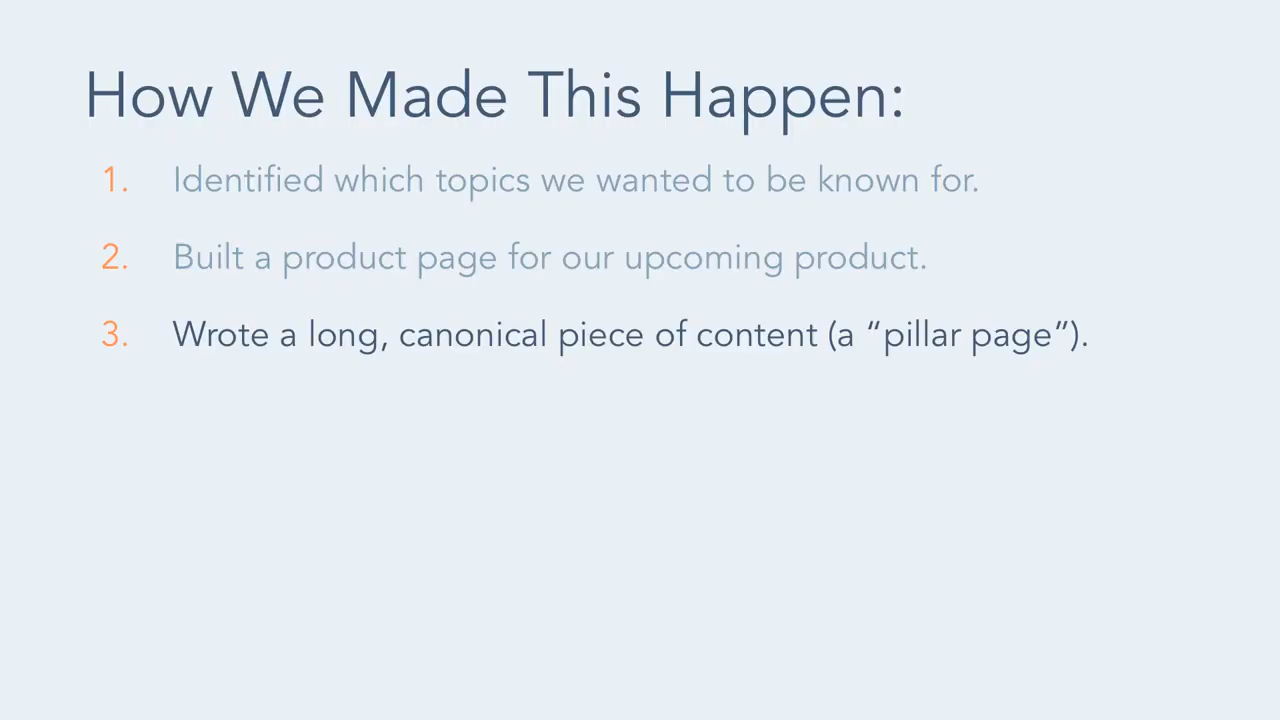 How We Made This Happen:
1. Identified which topics we wanted to be known for.
2. Built a product page for our upcoming product.
3. Wrote a long, canonical piece of content (a “pillar page”).